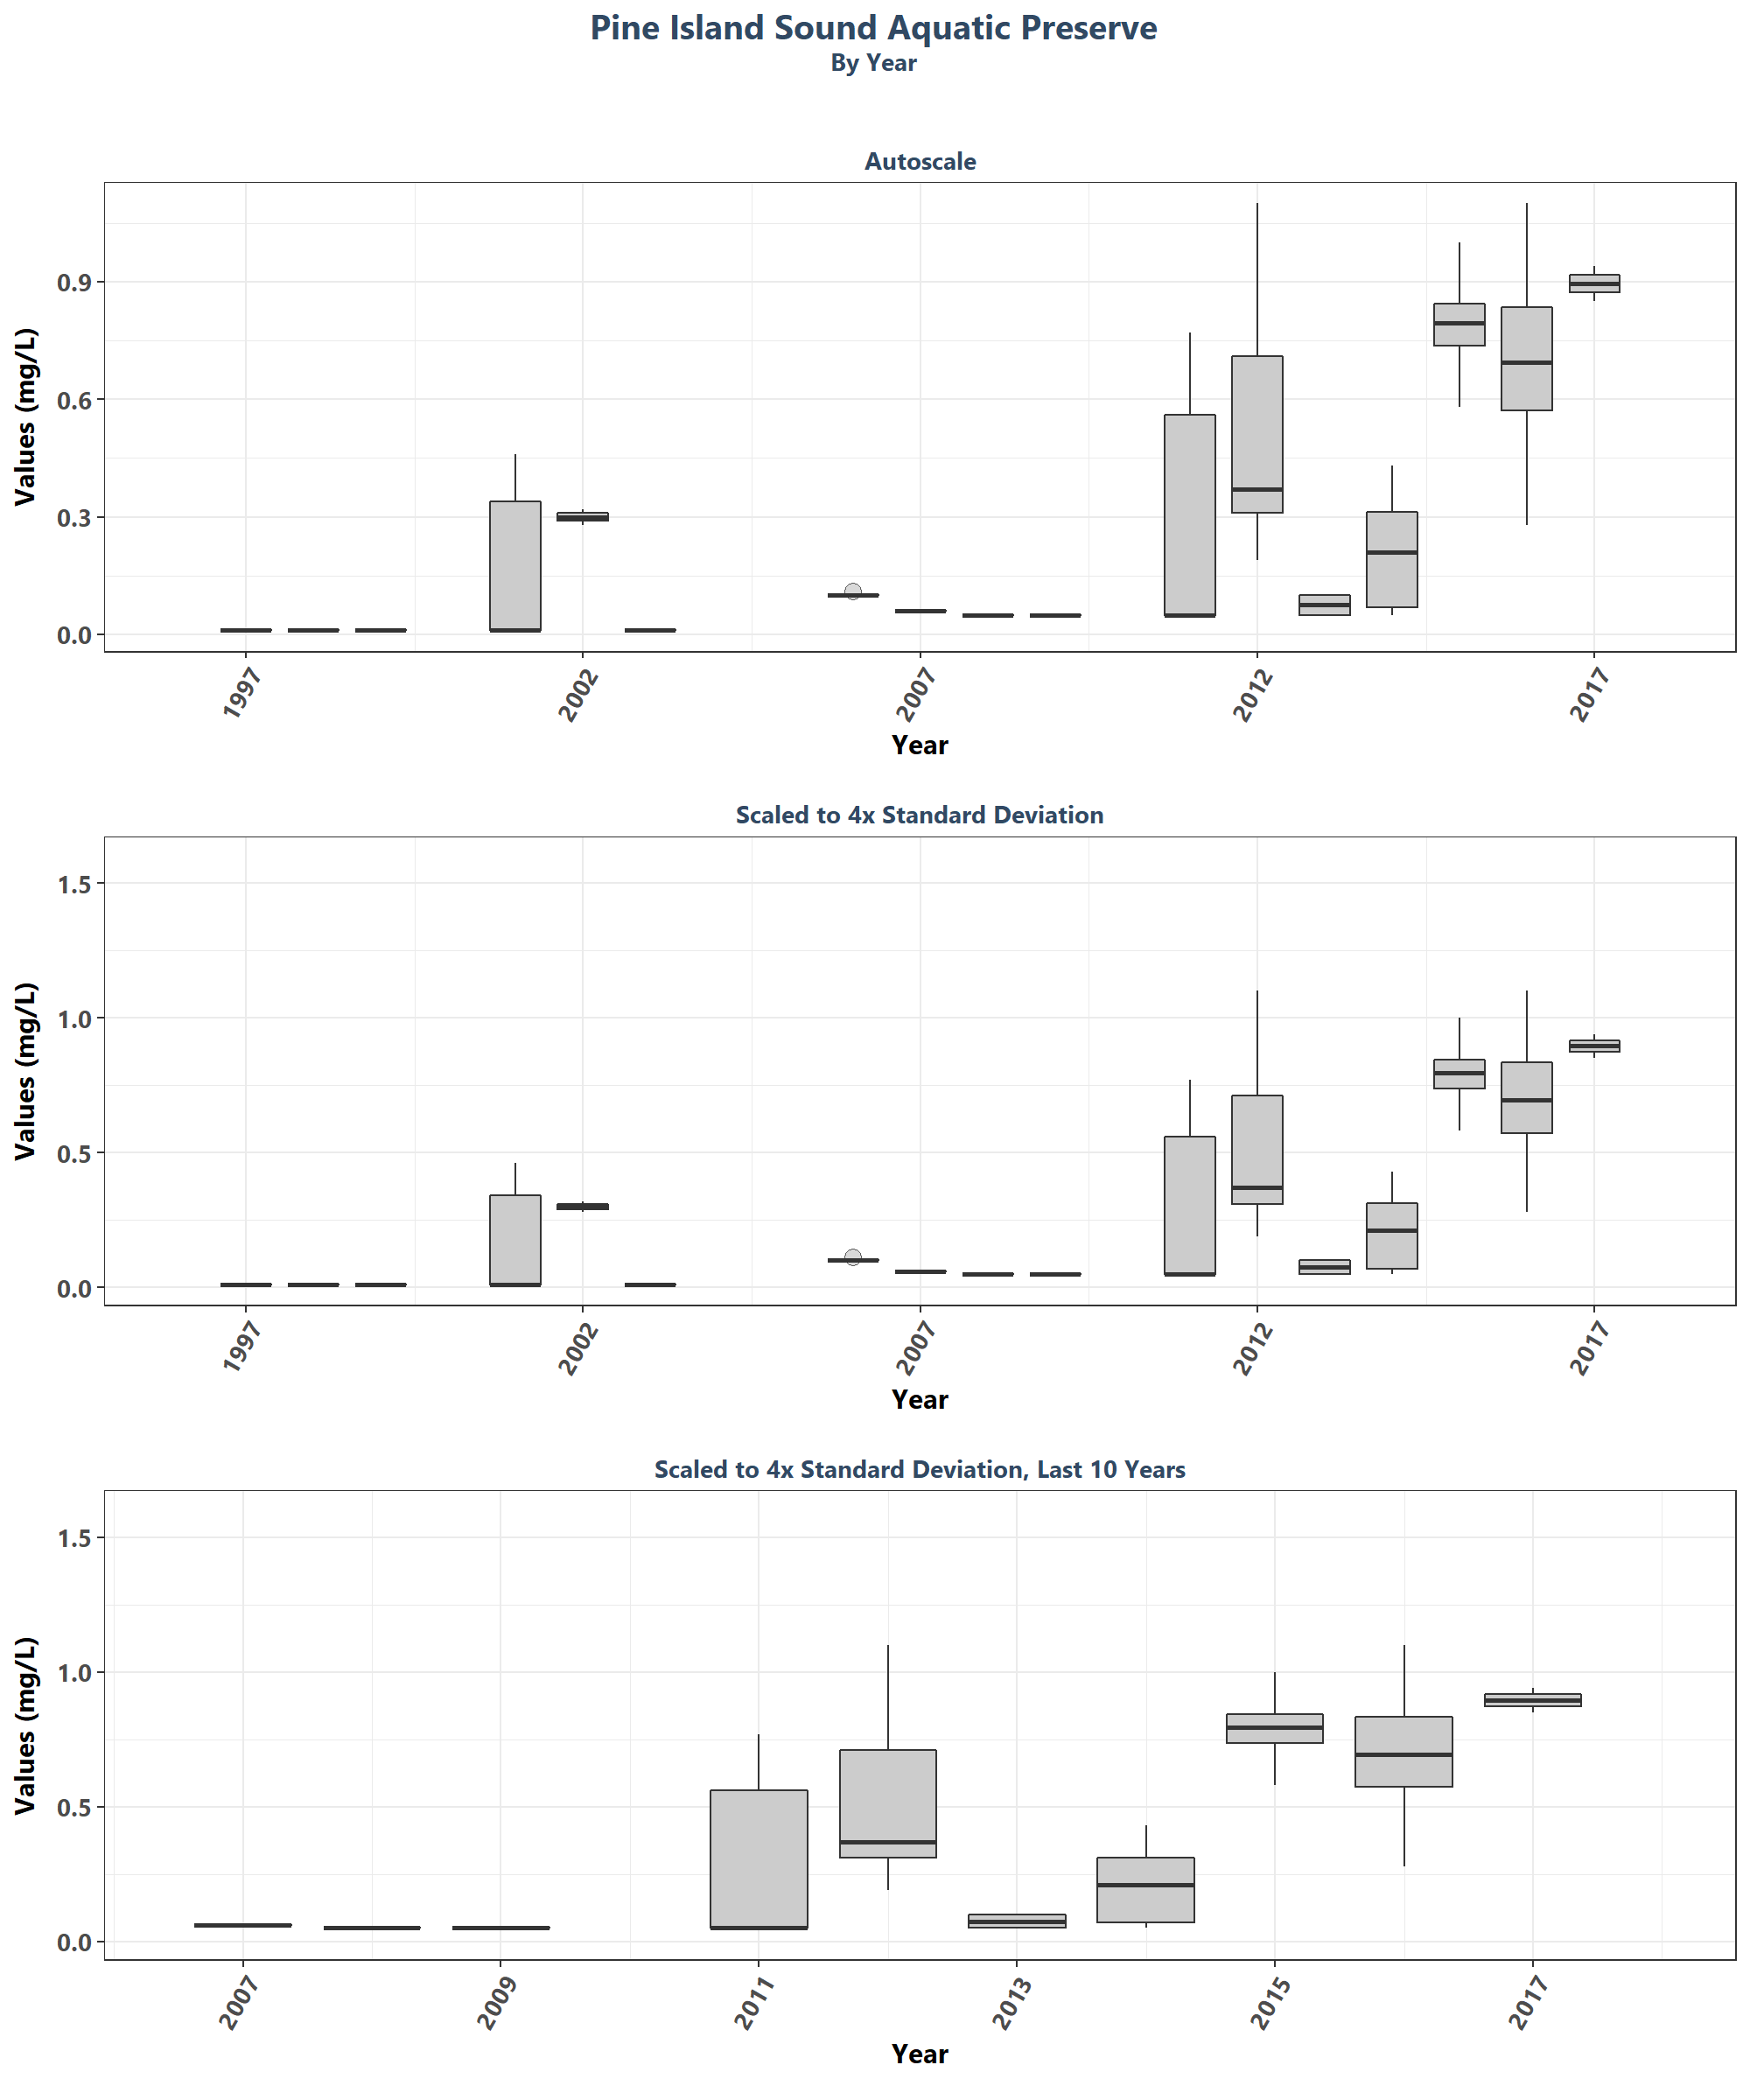 Pine Island Sound Aquatic Preserve
By Year
Autoscale
Values (mg/L)
0.9
0.6
0.3
0.0
1997 2002 2007 2012 2017
Year
Scaled to 4x Standard Deviation
Values (mg/L)
1.5
1.0
0.5
0.0
1997 2002 2007 2012 2017
Year
Scaled to 4x Standard Deviation, Last 10 Years
Values (mg/L)
1.5
1.0
0.5
0.0
2007 2009 2011 2013 2015 2017
Year